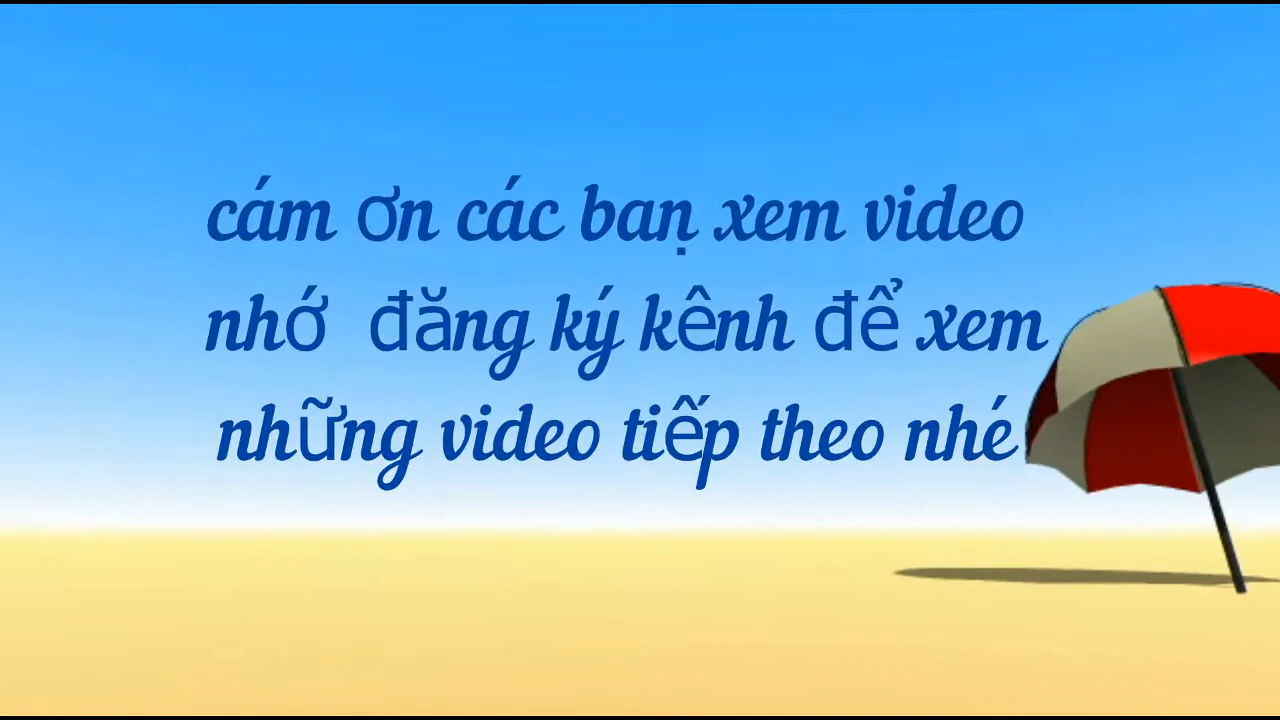 cám ơn các bạn xem video
nhớ đăng ký kênh để xem
những video tiếp theo nhé